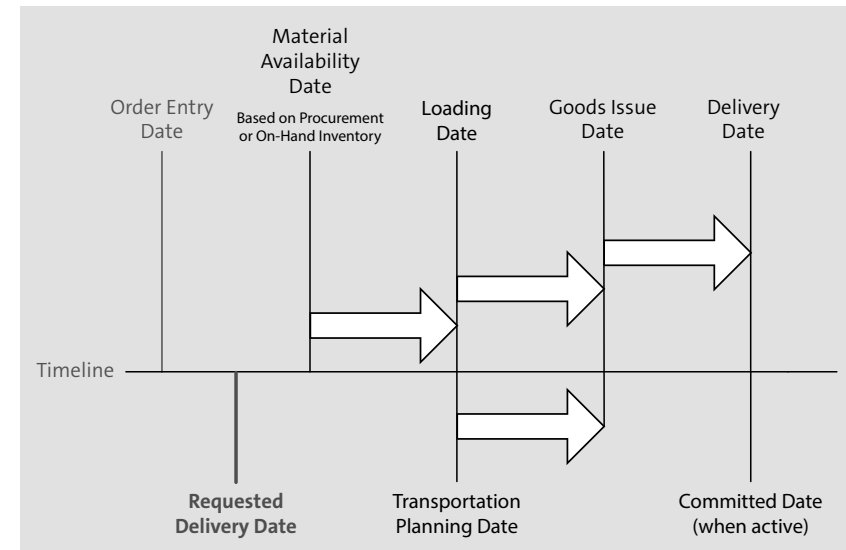 Material
Availability
Date
Based on Procurement
or On-Hand Inventory
Order Entry
Date
Loading
Date
Goods Issue
Date
Delivery
Date
Timeline
Requested
Delivery Date
Transportation
Planning Date
Committed Date
(when active)